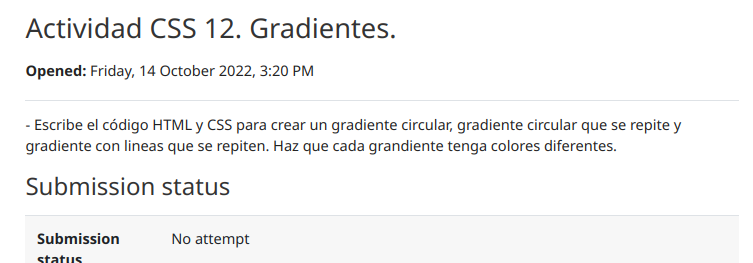 Actividad CSS 12. Gradientes.
Opened: Friday, 14 October 2022, 3:20 PM
- Escribe el código HTML y CSS para crear un gradiente circular, gradiente circular que se repite y
gradiente con lineas que se repiten. Haz que cada grandiente tenga colores diferentes.
Submission status
Submission No attempt
status